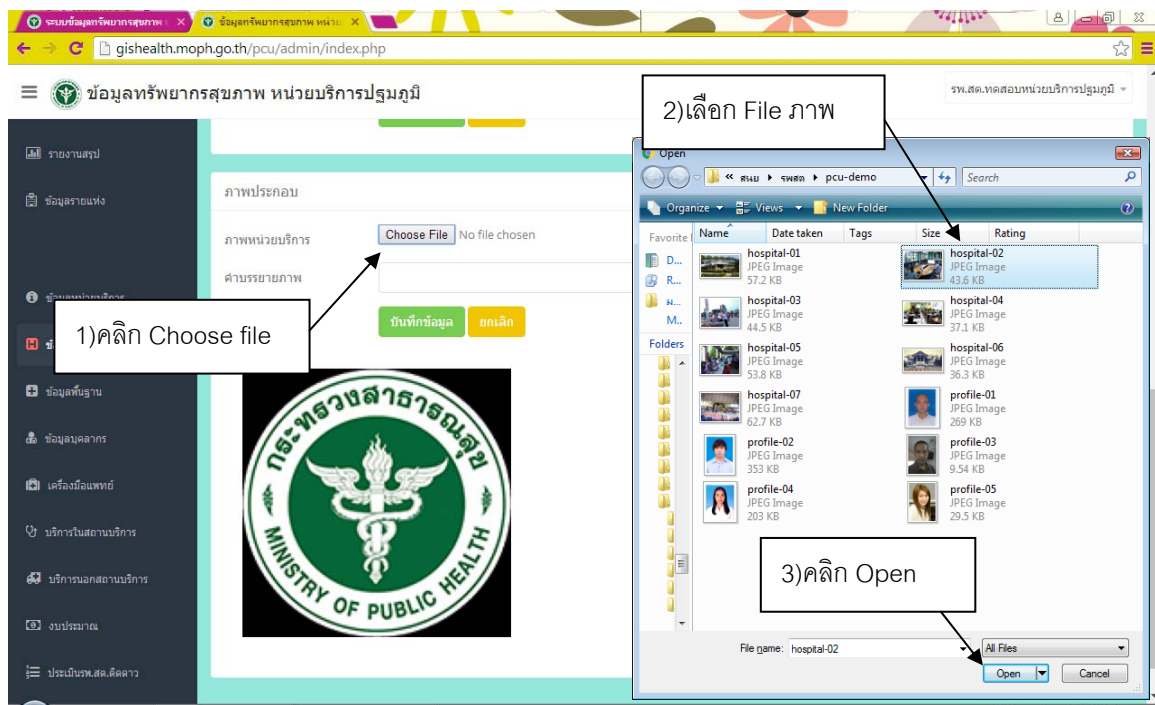 ระบบข้อมูลทรัพยากรสุขภาพ
ข้อมูลทรัพยากรสุขภาพ หน่วย
gishealth.moph.go.th/pcu/admin/index.php
ข้อมูลทรัพยากรสุขภาพ หน่วยบริการปฐมภูมิ
รพ.สต.ทดสอบหน่วยบริการปฐมภูมิ
2)เลือก File ภาพ
รายงานสรุป
ข้อมูลรายแห่ง
ข้อมูลหน่วยบริการ
ข้อมูลพื้นฐาน
ข้อมูลบุคลากร
เครื่องมือแพทย์
บริการในสถานบริการ
บริการนอกสถานบริการ
งบประมาณ
ประเมินรพ.สต.ติดดาว
ภาพประกอบ
ภาพหน่วยบริการ
Choose File No file chosen
คำบรรยายภาพ
1)คลิก Choose file
บันทึกข้อมูล
ยกเลิก
กระทรวงสาธารณสุข
MINISTRY OF PUBLIC HEALTH
Open
« สนย ▸ รพสต ▸ pcu-demo
Search
Organize
Views
New Folder
Favorite
Name Date taken Tags Size Rating
D...
R...
M..
Folders
hospital-01
JPEG Image
57.2 KB
hospital-02
JPEG Image
43.6 KB
hospital-03
JPEG Image
44.5 KB
hospital-04
JPEG Image
37.1 KB
hospital-05
JPEG Image
53.8 KB
hospital-06
JPEG Image
36.3 KB
hospital-07
JPEG Image
62.7 KB
profile-01
JPEG Image
269 KB
profile-02
JPEG Image
353 KB
profile-03
JPEG Image
9.54 KB
profile-04
JPEG Image
203 KB
profile-05
JPEG Image
29.5 KB
3)คลิก Open
File name: hospital-02
All Files
Open
Cancel